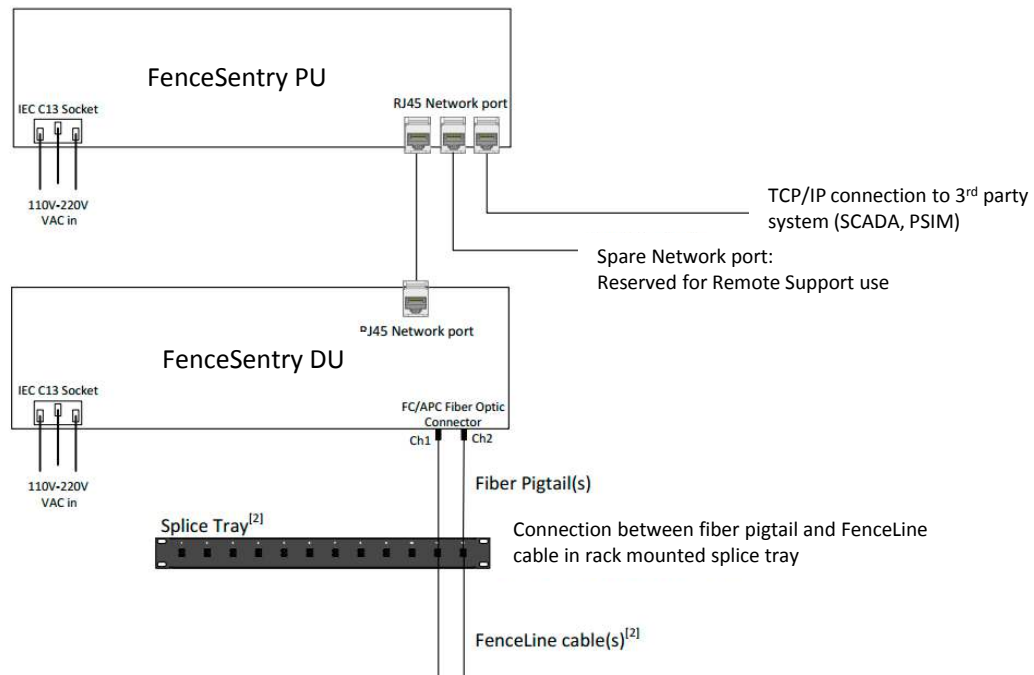 FenceSentry PU
IEC C13 Socket
RJ45 Network port
110V-220V
VAC in
TCP/IP connection to 3rd party
system (SCADA, PSIM)
Spare Network port:
Reserved for Remote Support use
RJ45 Network port
FenceSentry DU
IEC C13 Socket
FC/APC Fiber Optic
Connector
Ch1
Ch2
110V-220V
VAC in
Fiber Pigtail(s)
Splice Tray[2]
Connection between fiber pigtail and FenceLine
cable in rack mounted splice tray
FenceLine cable(s)[2]